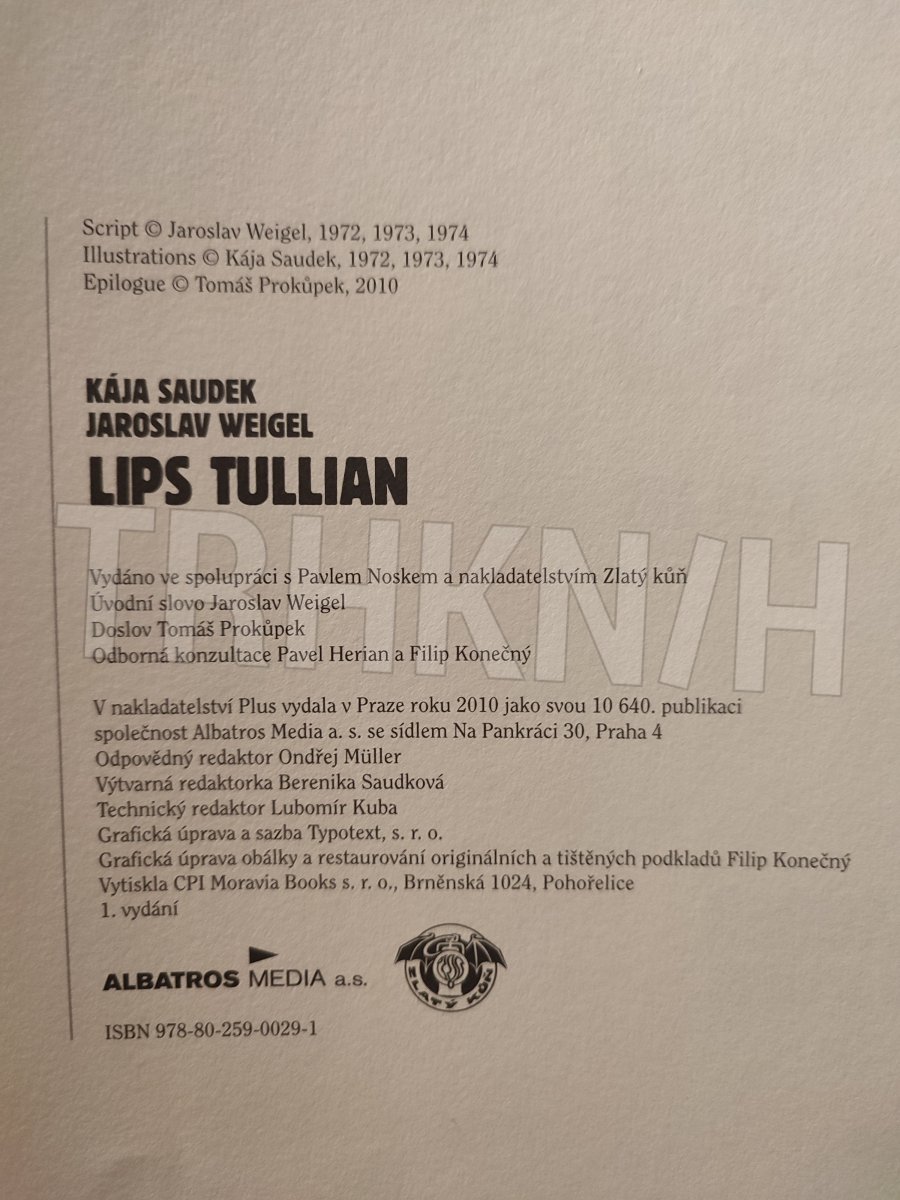 Script © Jaroslav Weigel, 1972, 1973, 1974
Illustrations © Kája Saudek, 1972, 1973, 1974
Epilogue © Tomáš Prokůpek, 2010
KÁJA SAUDEK
JAROSLAV WEIGEL
LIPS TULLIAN
TRHKN/H
Vydáno ve spolupráci s Pavlem Noskem a nakladatelstvím Zlatý kůň
Úvodní slovo Jaroslav Weigel
Doslov Tomáš Prokůpek
Odborná konzultace Pavel Herian a Filip Konečný
V nakladatelství Plus vydala v Praze roku 2010 jako svou 10 640. publikaci
společnost Albatros Media a. s. se sídlem Na Pankráci 30, Praha 4
Odpovědný redaktor Ondřej Müller
Výtvarná redaktorka Berenika Saudková
Technický redaktor Lubomír Kuba
Grafická úprava a sazba Typotext, s. r. o.
Grafická úprava obálky a restaurování originálních a tištěných podkladů Filip Konečný
Vytiskla CPI Moravia Books s. r. o., Brněnská 1024, Pohořelice
1. vydání
ALBATROS MEDIA a.s.
ZLATÝ KŮŇ
ISBN 978-80-259-0029-1